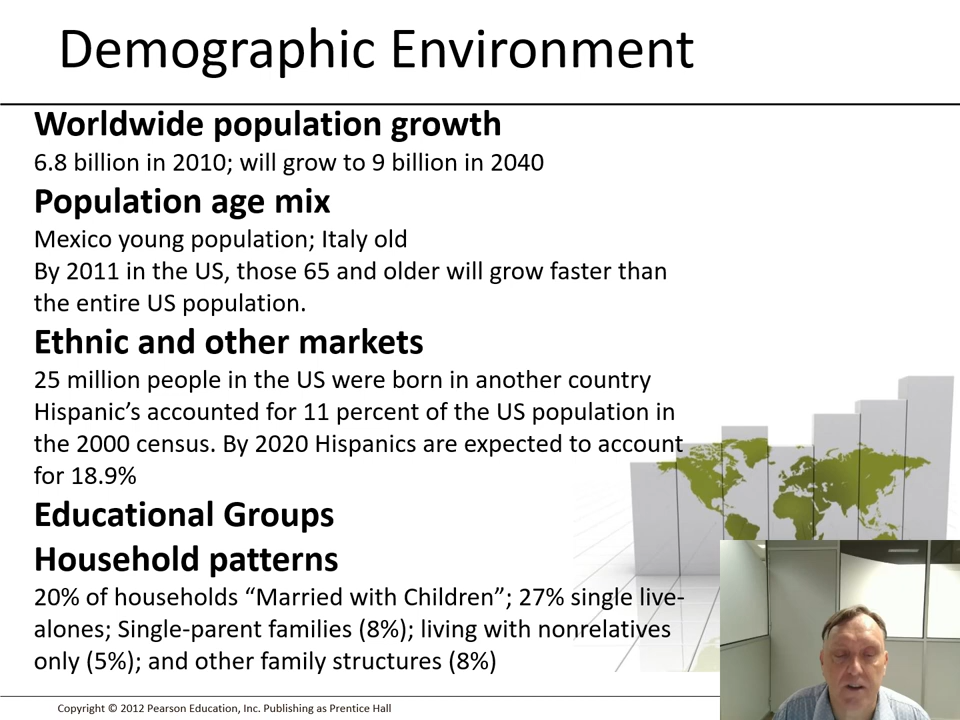 Demographic Environment
Worldwide population growth
6.8 billion in 2010; will grow to 9 billion in 2040
Population age mix
Mexico young population; Italy old
By 2011 in the US, those 65 and older will grow faster than
the entire US population.
Ethnic and other markets
25 million people in the US were born in another country
Hispanic’s accounted for 11 percent of the US population in
the 2000 census. By 2020 Hispanics are expected to account
for 18.9%
Educational Groups
Household patterns
20% of households “Married with Children”; 27% single live-
alones; Single-parent families (8%); living with nonrelatives
only (5%); and other family structures (8%)
Copyright © 2012 Pearson Education, Inc. Publishing as Prentice Hall